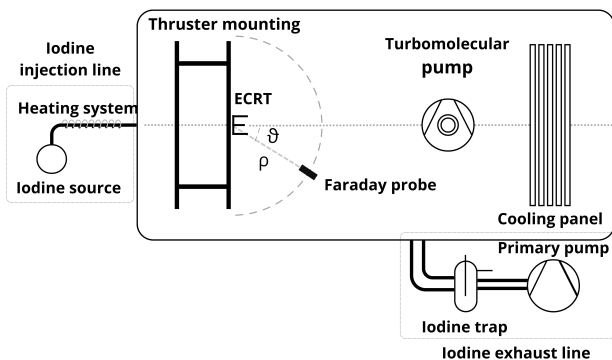 Thruster mounting
Iodine
injection line
Turbomolecular
pump
Heating system
ECRT
ϑ
ρ
Iodine source
Faraday probe
Cooling panel
Primary pump
Iodine trap
Iodine exhaust line